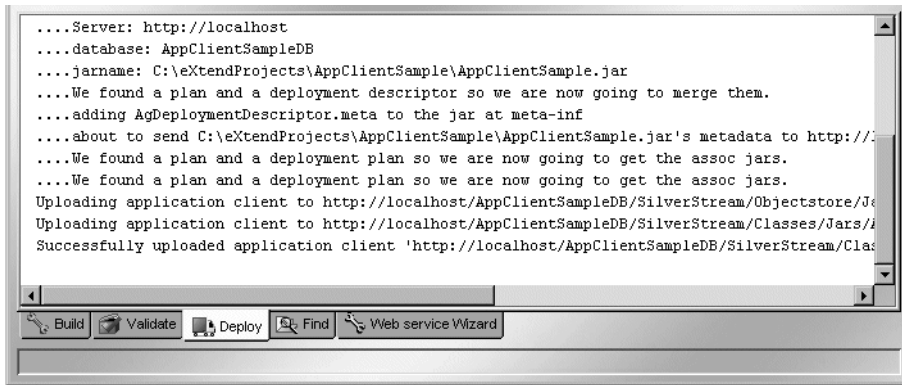 ....Server: http://localhost
....database: AppClientSampleDB
....jarname: C:\eXtendProjects\AppClientSample\AppClientSample.jar
....We found a plan and a deployment descriptor so we are now going to merge them.
....adding AgDeploymentDescriptor.meta to the jar at meta-inf
....about to send C:\eXtendProjects\AppClientSample\AppClientSample.jar's metadata to http://
....We found a plan and a deployment plan so we are now going to get the assoc jars.
....We found a plan and a deployment plan so we are now going to get the assoc jars.
Uploading application client to http://localhost/AppClientSampleDB/SilverStream/Objectstore/Ja
Uploading application client to http://localhost/AppClientSampleDB/SilverStream/Classes/Jars/
Successfully uploaded application client 'http://localhost/AppClientSampleDB/SilverStream/Clas
Build Validate Deploy Find Web service Wizard